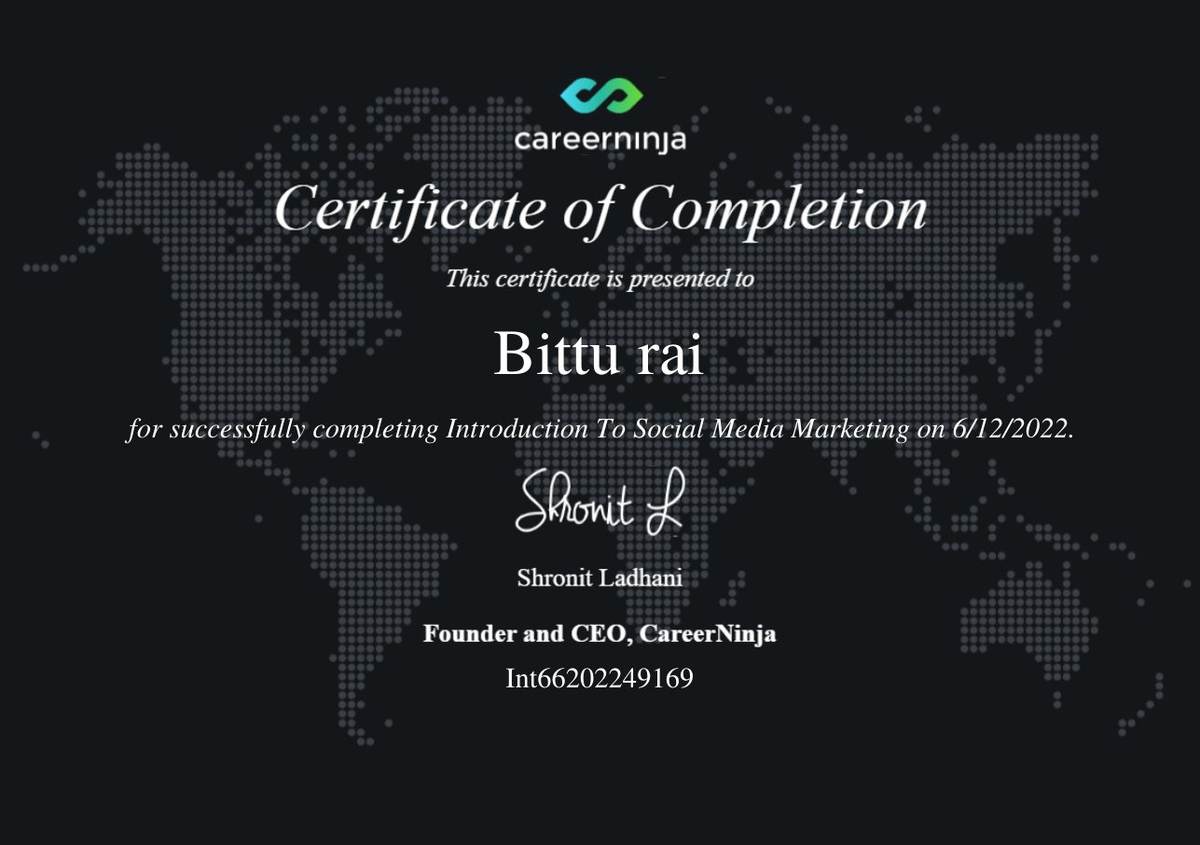 careerninja
Certificate of Completion
This certificate is presented to
Bittu rai
for successfully completing Introduction To Social Media Marketing on 6/12/2022.
Shronit L
Shronit Ladhani
Founder and CEO, CareerNinja
Int66202249169